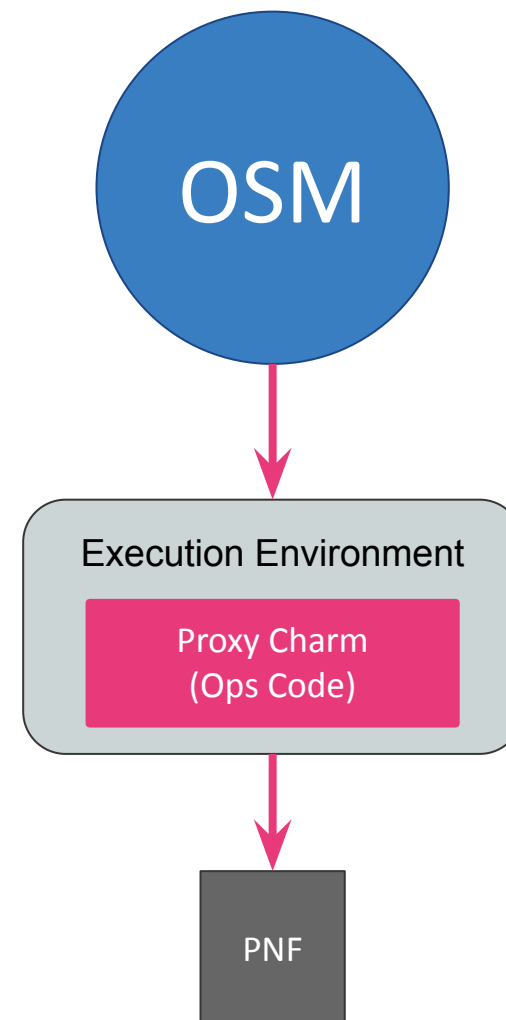 OSM
Execution Environment
Proxy Charm
(Ops Code)
PNF